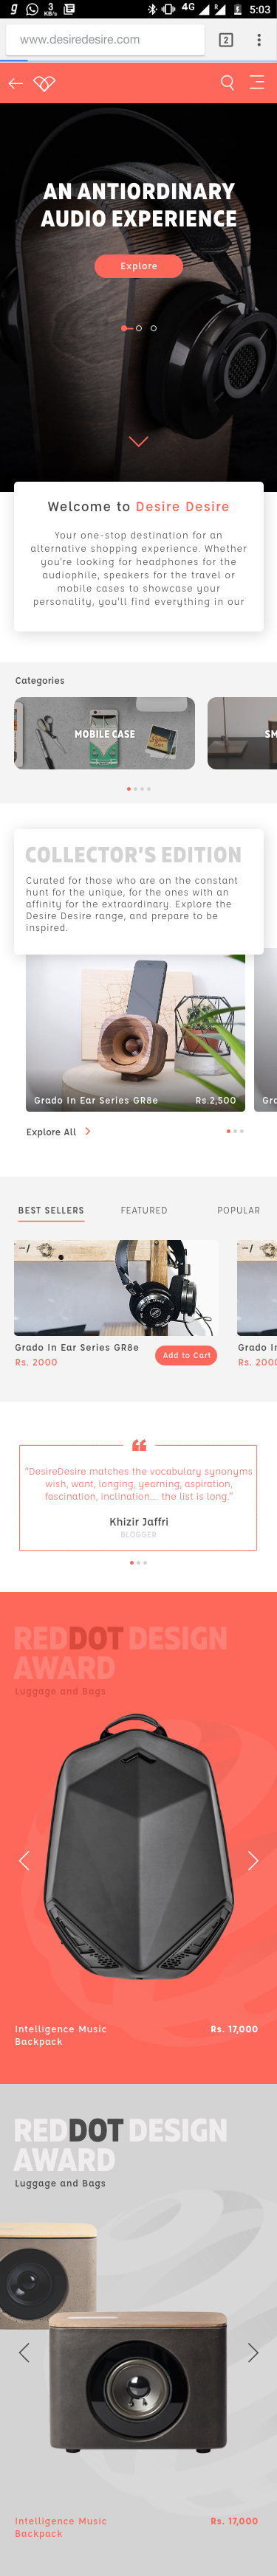 3
KB/s
4G
R
5:03
www.desiredesire.com
2
AN ANTIORDINARY
AUDIO EXPERIENCE
Explore
Welcome to Desire Desire
Your one-stop destination for an
alternative shopping experience. Whether
you're looking for headphones for the
audiophile, speakers for the travel or
mobile cases to showcase your
personality, you'll find everything in our
Categories
MOBILE CASE
SM
COLLECTOR'S EDITION
Curated for those who are on the constant
hunt for the unique, for the ones with an
affinity for the extraordinary. Explore the
Desire Desire range, and prepare to be
inspired.
Grado In Ear Series GR8e Rs.2,500
Gra
Explore All
BEST SELLERS FEATURED POPULAR
Grado In Ear Series GR8e
Rs. 2000
Add to Cart
Grado In
Rs. 2000
"DesireDesire matches the vocabulary synonyms
wish, want, longing, yearning, aspiration,
fascination, inclination.... the list is long."
Khizir Jaffri
BLOGGER
REDDOT DESIGN
AWARD
Luggage and Bags
Intelligence Music
Backpack
Rs. 17,000
REDDOT DESIGN
AWARD
Luggage and Bags
Intelligence Music
Backpack
Rs. 17,000